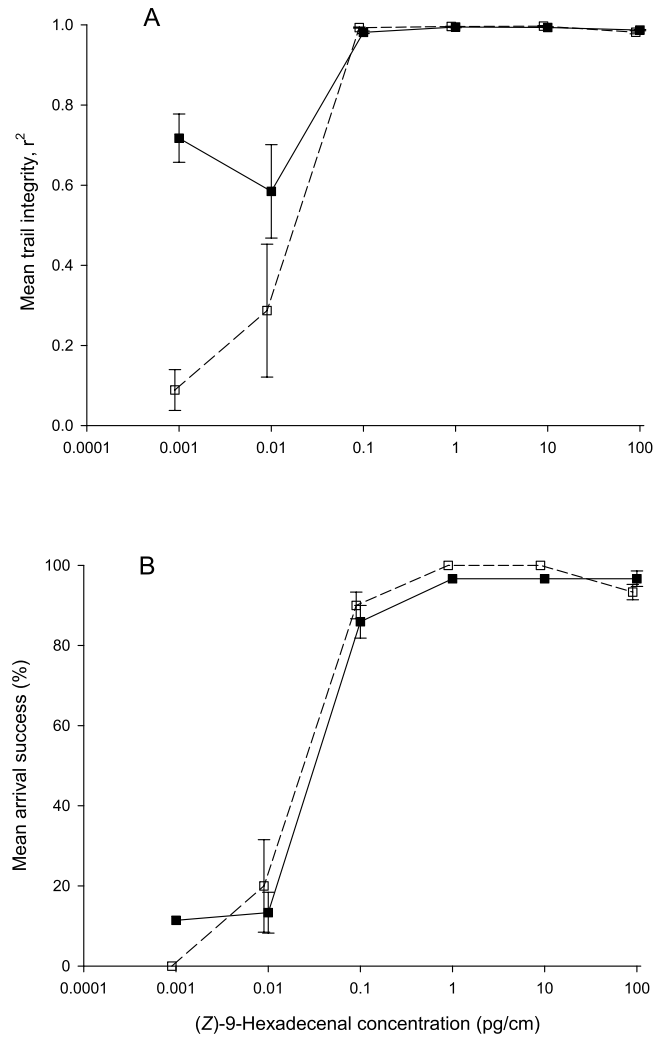 A
1.0
0.8
0.6
0.4
0.2
0.0
Mean trail integrity, r²
0.0001 0.001 0.01 0.1 1 10 100
B
100
80
60
40
20
0
Mean arrival success (%)
0.0001 0.001 0.01 0.1 1 10 100
(Z)-9-Hexadecenal concentration (pg/cm)